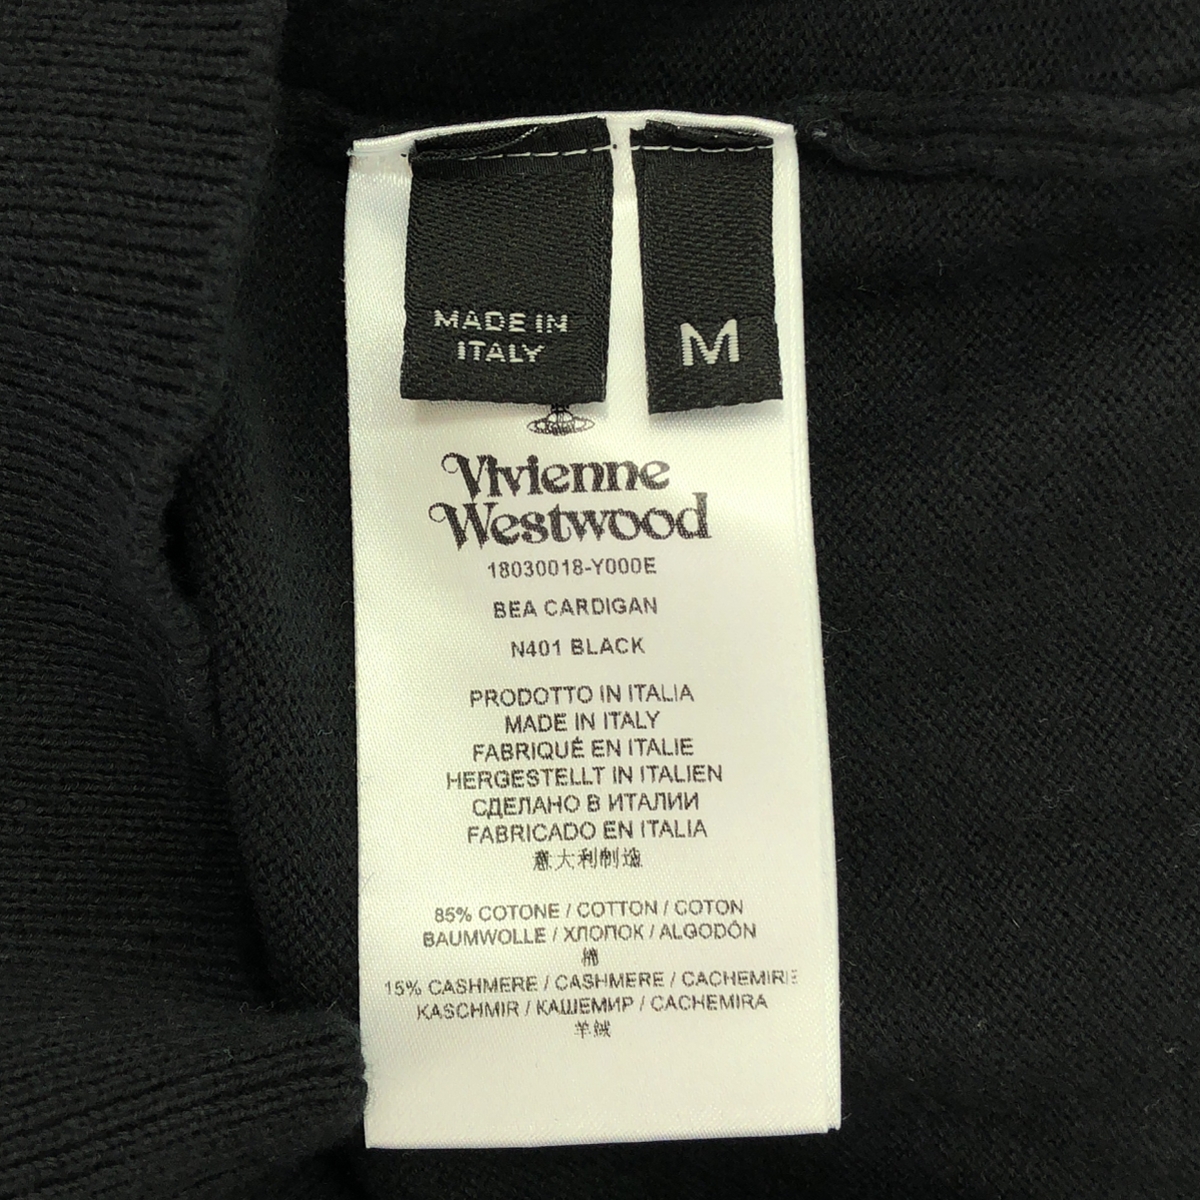 MADE IN
ITALY
M
Vivienne
Westwood
18030018-Y000E
BEA CARDIGAN
N401 BLACK
PRODOTTO IN ITALIA
MADE IN ITALY
FABRIQUÉ EN ITALIE
HERGESTELLT IN ITALIEN
СДЕЛАНО В ИТАЛИИ
FABRICADO EN ITALIA
意大利制造
85% COTONE / COTTON / COTON
BAUMWOLLE / ХЛОПОК / ALGODÓN
棉
15% CASHMERE / CASHMERE / CACHEMIRE
KASCHMIR / КАШЕМИР / CACHEMIRA
羊绒